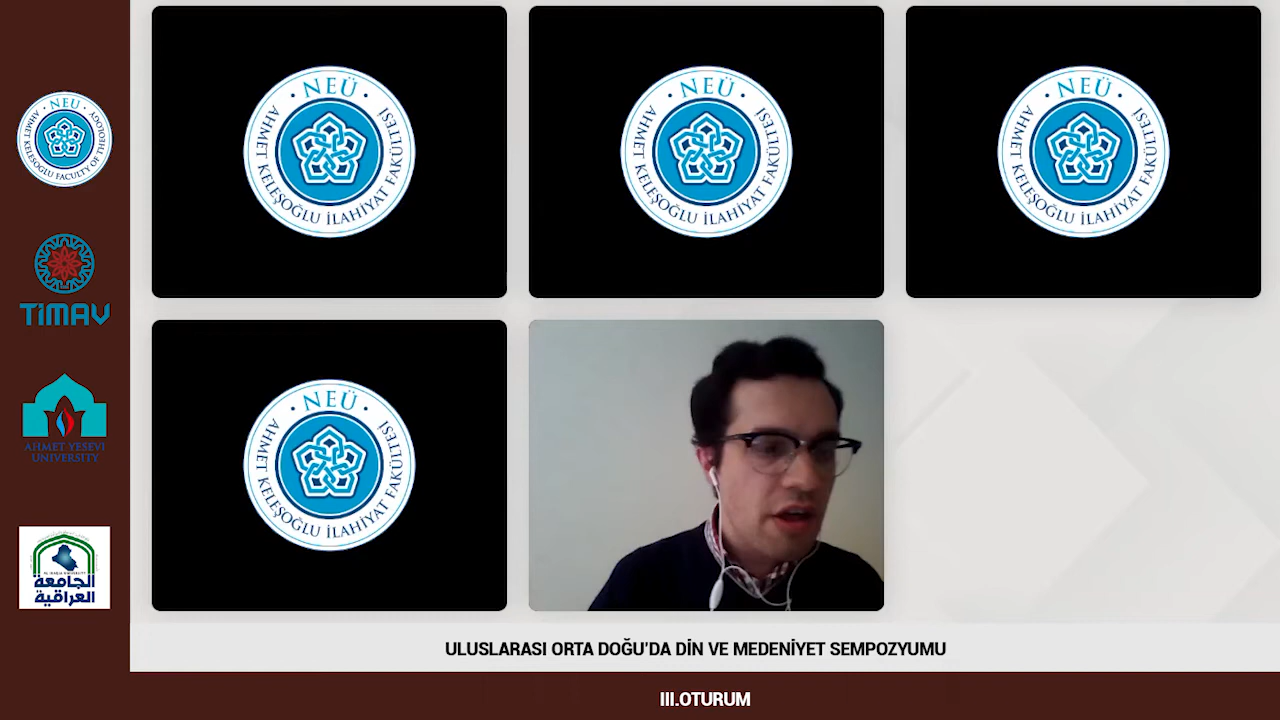 • NEÜ •
AHMET KELEŞOĞLU FACULTY OF THEOLOGY
TİMAV
AHMET YESEVI
UNIVERSITY
الجامعة
العراقية
• NEÜ •
AHMET KELEŞOĞLU İLAHİYAT FAKÜLTESİ
• NEÜ •
AHMET KELEŞOĞLU İLAHİYAT FAKÜLTESİ
• NEÜ •
AHMET KELEŞOĞLU İLAHİYAT FAKÜLTESİ
• NEÜ •
AHMET KELEŞOĞLU İLAHİYAT FAKÜLTESİ
ULUSLARASI ORTA DOĞU'DA DİN VE MEDENİYET SEMPOZYUMU
III.OTURUM